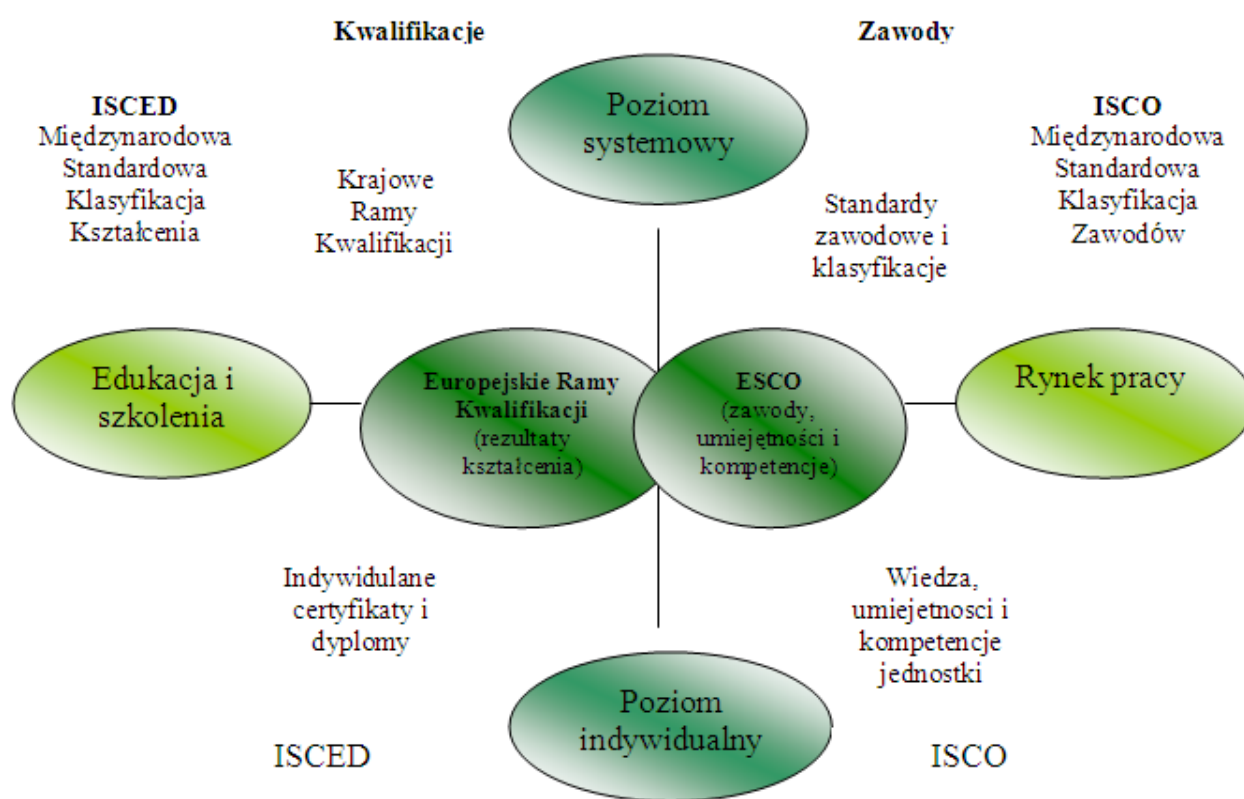 Kwalifikacje
Zawody
ISCED
Międzynarodowa
Standardowa
Klasyfikacja
Kształcenia
Krajowe
Ramy
Kwalifikacji
Poziom
systemowy
Standardy
zawodowe i
klasyfikacje
ISCO
Międzynarodowa
Standardowa
Klasyfikacja
Zawodów
Edukacja i
szkolenia
Europejskie Ramy
Kwalifikacji
(rezultaty
kształcenia)
ESCO
(zawody,
umiejętności i
kompetencje)
Rynek pracy
Indywidulane
certyfikaty i
dyplomy
Wiedza,
umiejetnosci i
kompetencje
jednostki
Poziom
indywidualny
ISCED
ISCO